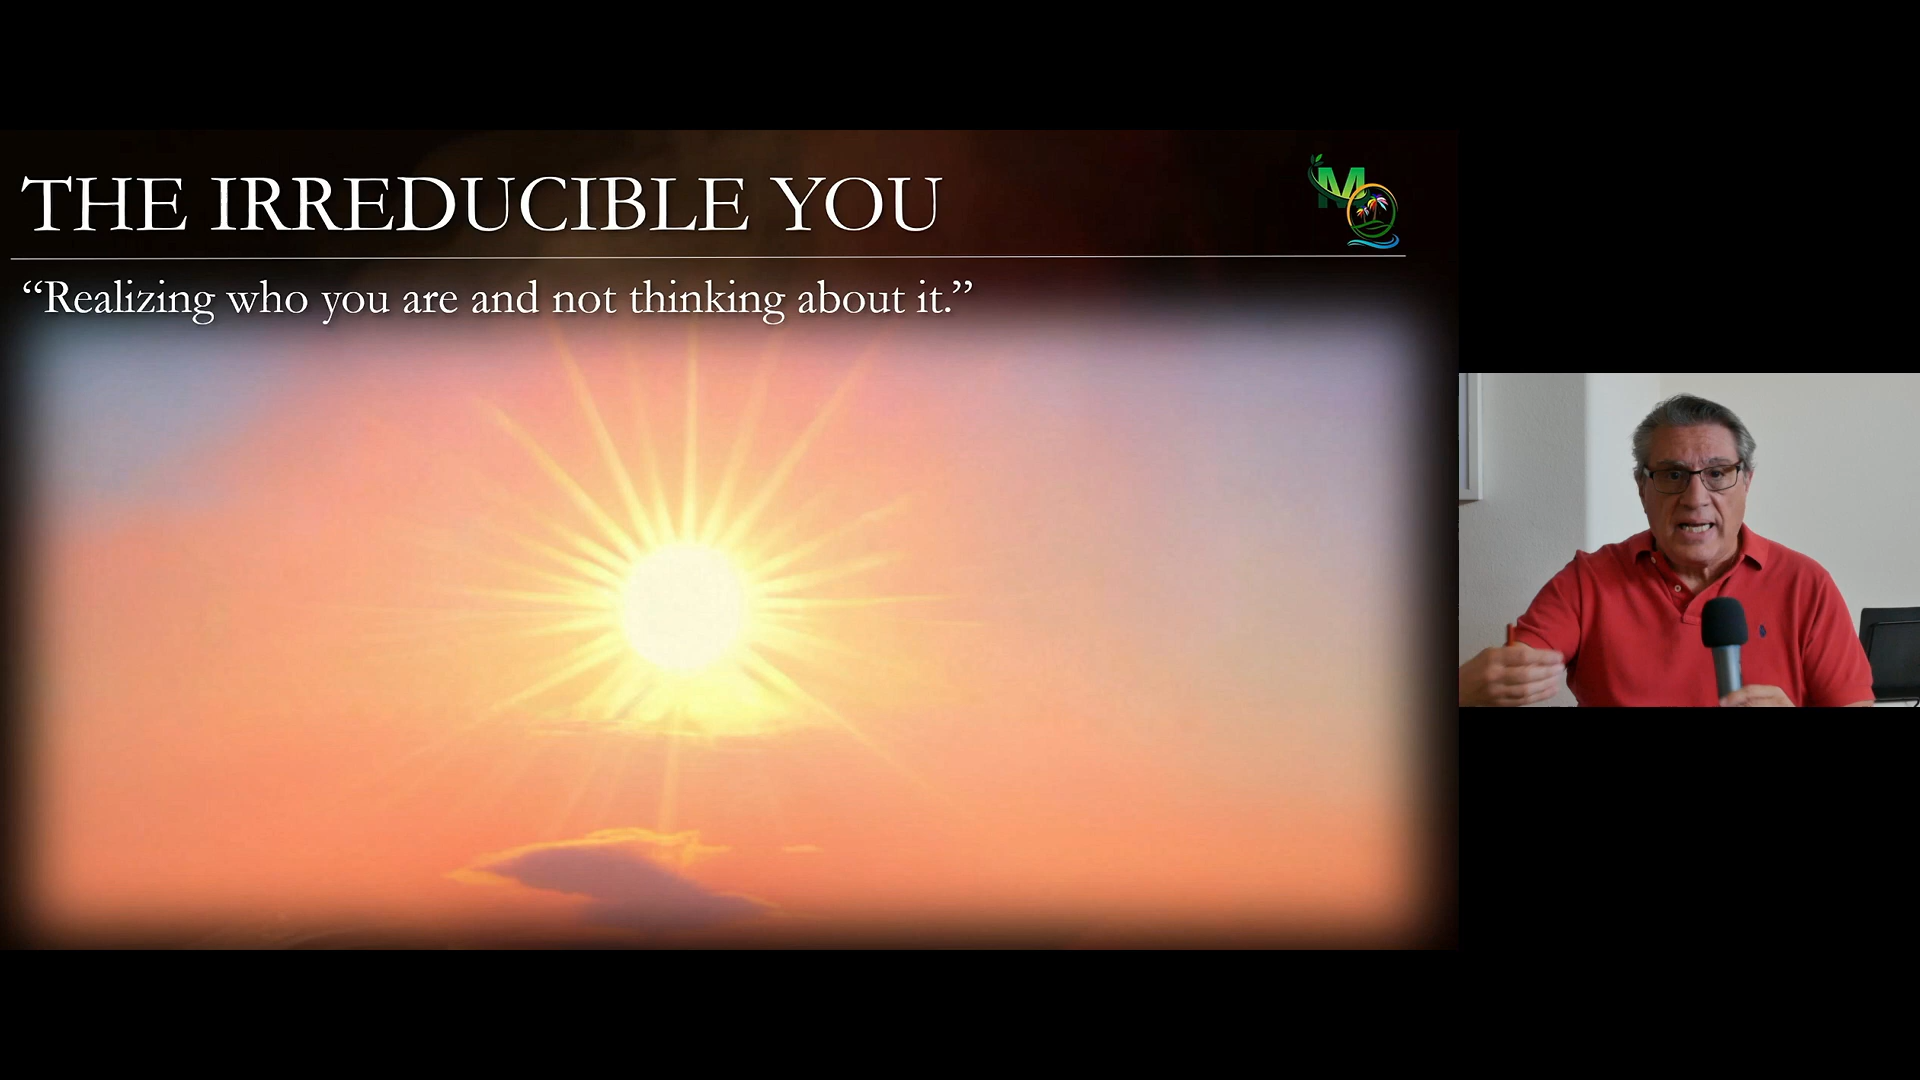 THE IRREDUCIBLE YOU
M
“Realizing who you are and not thinking about it.”